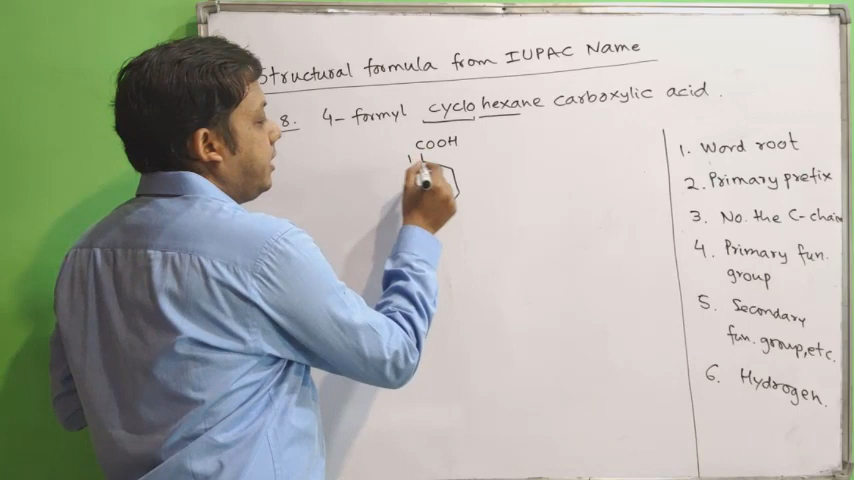 Structural formula from IUPAC Name
8. 4-formyl cyclo hexane carboxylic acid.
COOH
1
1. Word root
2. Primary prefix
3. No. the C-chain
4. Primary fun.
group
5. Secondary
fun. group, etc.
6. Hydrogen.